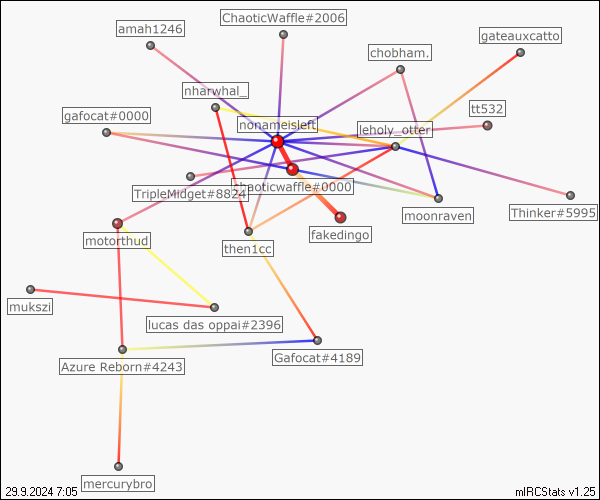 ChaoticWaffle#2006
amah1246
gateauxcatto
chobham.
nharwhal_
tt532
gafocat#0000
nonameisleft
leholy_otter
chaoticwaffle#0000
TripleMidget#8824
moonraven
Thinker#5995
fakedingo
motorthud
then1cc
mukszi
lucas das oppai#2396
Gafocat#4189
Azure Reborn#4243
mercurybro
29.9.2024 7:05
mIRCStats v1.25